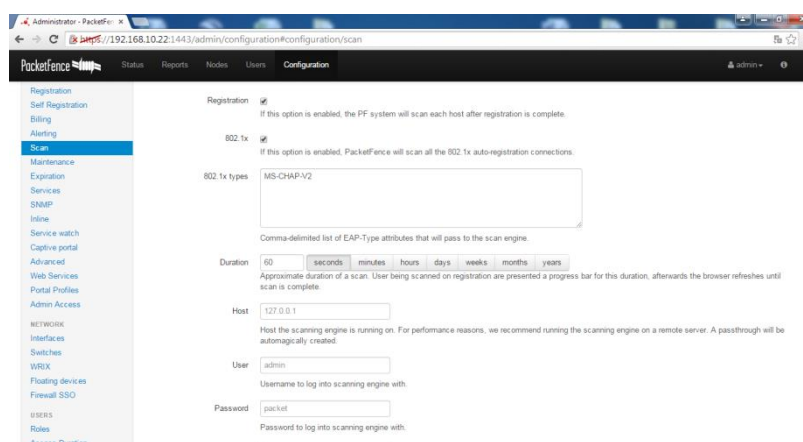 Administrator - PacketFen
https://192.168.10.22:1443/admin/configuration#configuration/scan
PacketFence
Status Reports Nodes Users Configuration admin
Registration
Self Registration
Billing
Alerting
Scan
Maintenance
Expiration
Services
SNMP
Inline
Service watch
Captive portal
Advanced
Web Services
Portal Profiles
Admin Access
NETWORK
Interfaces
Switches
WRIX
Floating devices
Firewall SSO
USERS
Roles
Access Duration
Registration
If this option is enabled, the PF system will scan each host after registration is complete.
802.1x
If this option is enabled, PacketFence will scan all the 802.1x auto-registration connections.
802.1x types MS-CHAP-V2
Comma-delimited list of EAP-Type attributes that will pass to the scan engine.
Duration 60 seconds minutes hours days weeks months years
Approximate duration of a scan. User being scanned on registration are presented a progress bar for this duration, afterwards the browser refreshes until
scan is complete.
Host 127.0.0.1
Host the scanning engine is running on. For performance reasons, we recommend running the scanning engine on a remote server. A passthrough will be
automagically created.
User admin
Username to log into scanning engine with.
Password packet
Password to log into scanning engine with.